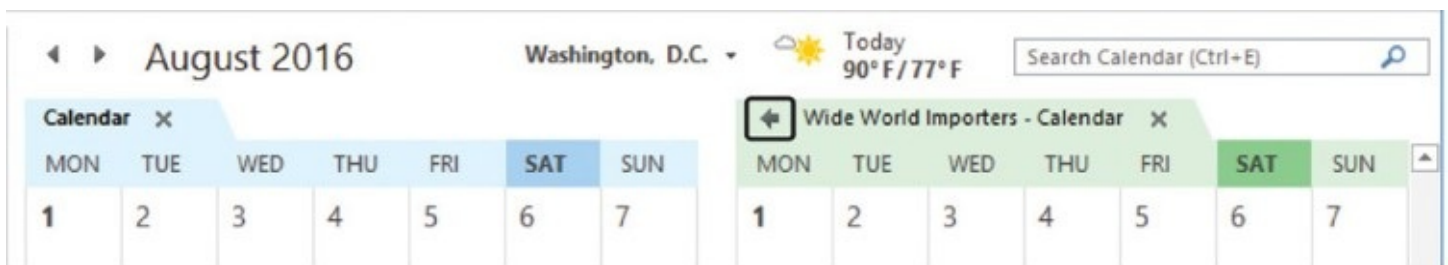 August 2016 Washington, D.C. Today
90° F / 77° F Search Calendar (Ctrl+E)
Calendar Wide World Importers - Calendar
MON TUE WED THU FRI SAT SUN MON TUE WED THU FRI SAT SUN
1 2 3 4 5 6 7 1 2 3 4 5 6 7